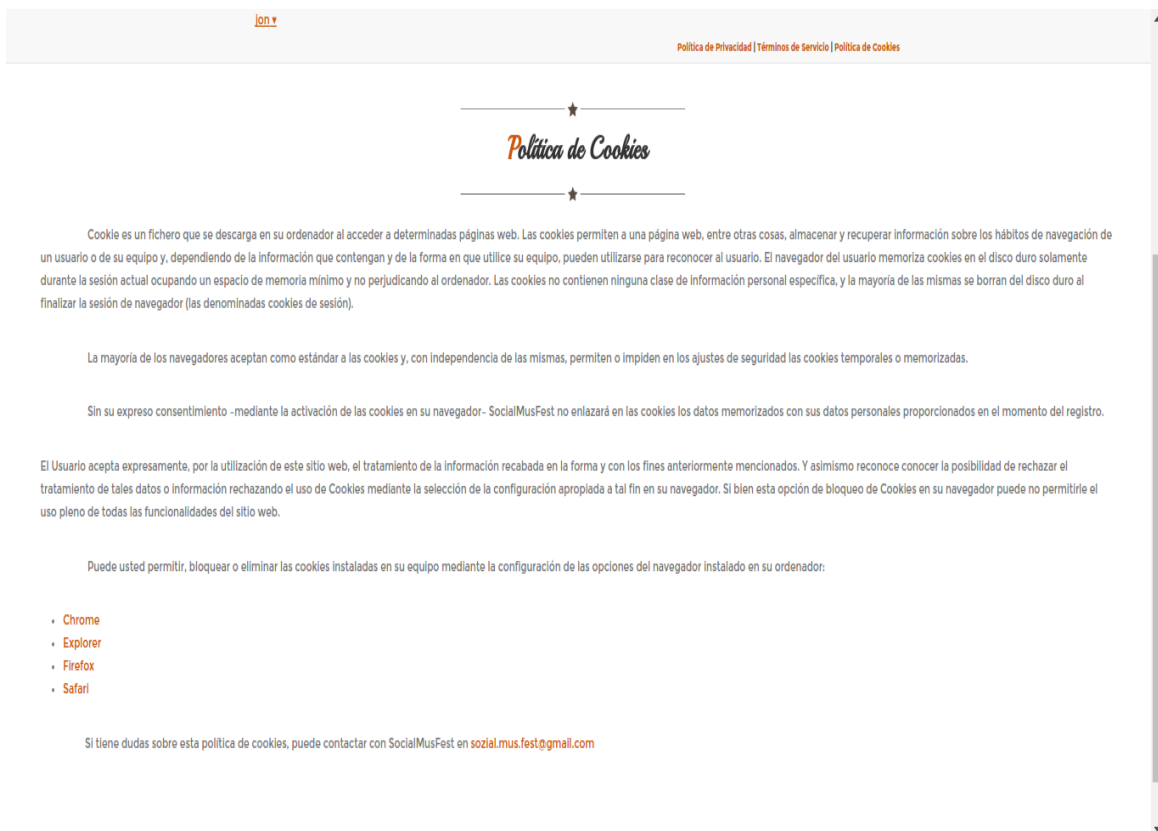 jon ▾
Política de Privacidad | Términos de Servicio | Política de Cookies
Política de Cookies
Cookie es un fichero que se descarga en su ordenador al acceder a determinadas páginas web. Las cookies permiten a una página web, entre otras cosas, almacenar y recuperar información sobre los hábitos de navegación de
un usuario o de su equipo y, dependiendo de la información que contengan y de la forma en que utilice su equipo, pueden utilizarse para reconocer al usuario. El navegador del usuario memoriza cookies en el disco duro solamente
durante la sesión actual ocupando un espacio de memoria mínimo y no perjudicando al ordenador. Las cookies no contienen ninguna clase de información personal específica, y la mayoría de las mismas se borran del disco duro al
finalizar la sesión de navegador (las denominadas cookies de sesión).
La mayoría de los navegadores aceptan como estándar a las cookies y, con independencia de las mismas, permiten o impiden en los ajustes de seguridad las cookies temporales o memorizadas.
Sin su expreso consentimiento –mediante la activación de las cookies en su navegador– SocialMusFest no enlazará en las cookies los datos memorizados con sus datos personales proporcionados en el momento del registro.
El Usuario acepta expresamente, por la utilización de este sitio web, el tratamiento de la información recabada en la forma y con los fines anteriormente mencionados. Y asimismo reconoce conocer la posibilidad de rechazar el
tratamiento de tales datos o información rechazando el uso de Cookies mediante la selección de la configuración apropiada a tal fin en su navegador. Si bien esta opción de bloqueo de Cookies en su navegador puede no permitirle el
uso pleno de todas las funcionalidades del sitio web.
Puede usted permitir, bloquear o eliminar las cookies instaladas en su equipo mediante la configuración de las opciones del navegador instalado en su ordenador:
• Chrome
• Explorer
• Firefox
• Safari
Si tiene dudas sobre esta política de cookies, puede contactar con SocialMusFest en sozial.mus.fest@gmail.com